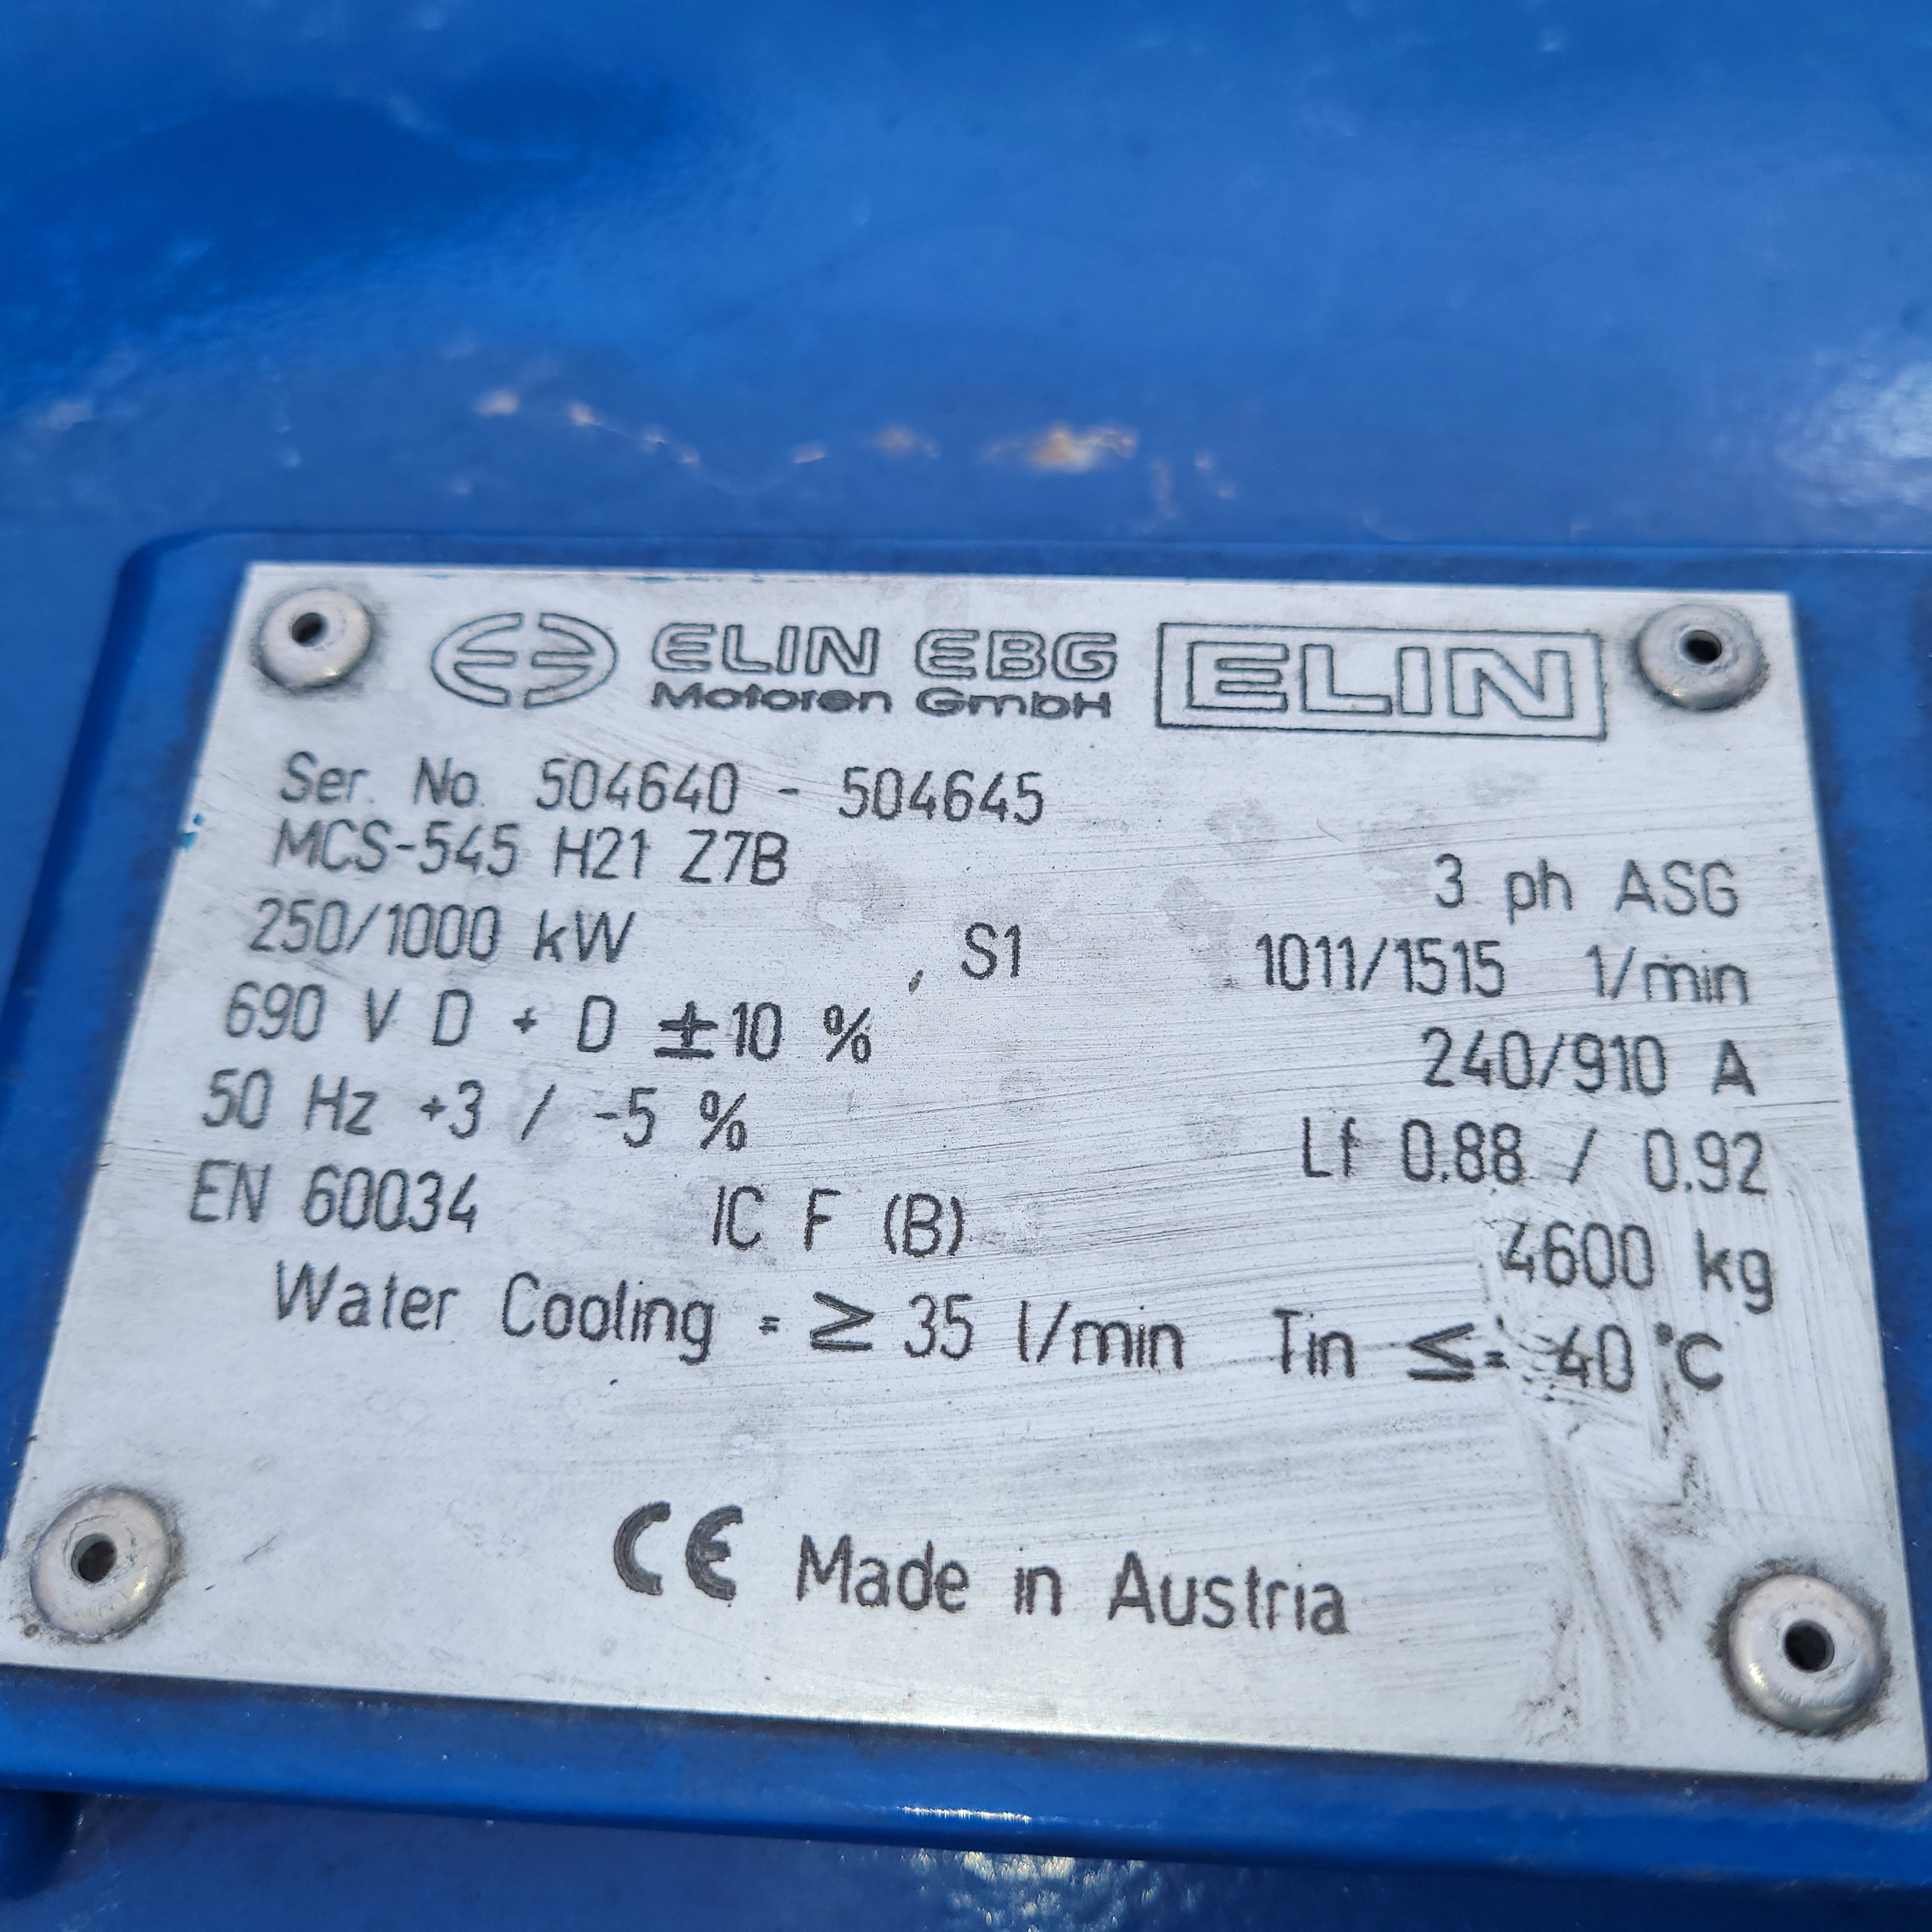 ELIN EBG ELIN
Motoren GmbH
Ser. No. 504640 - 504645
MCS-545 H21 Z7B 3 ph ASG
250/1000 kW , S1 1011/1515 1/min
690 V D + D ±10 % 240/910 A
50 Hz +3 / -5 % Lf 0.88 / 0.92
EN 60034 IC F (B) 4600 kg
Water Cooling = ≥ 35 l/min Tin ≤= 40 °C
CE Made in Austria